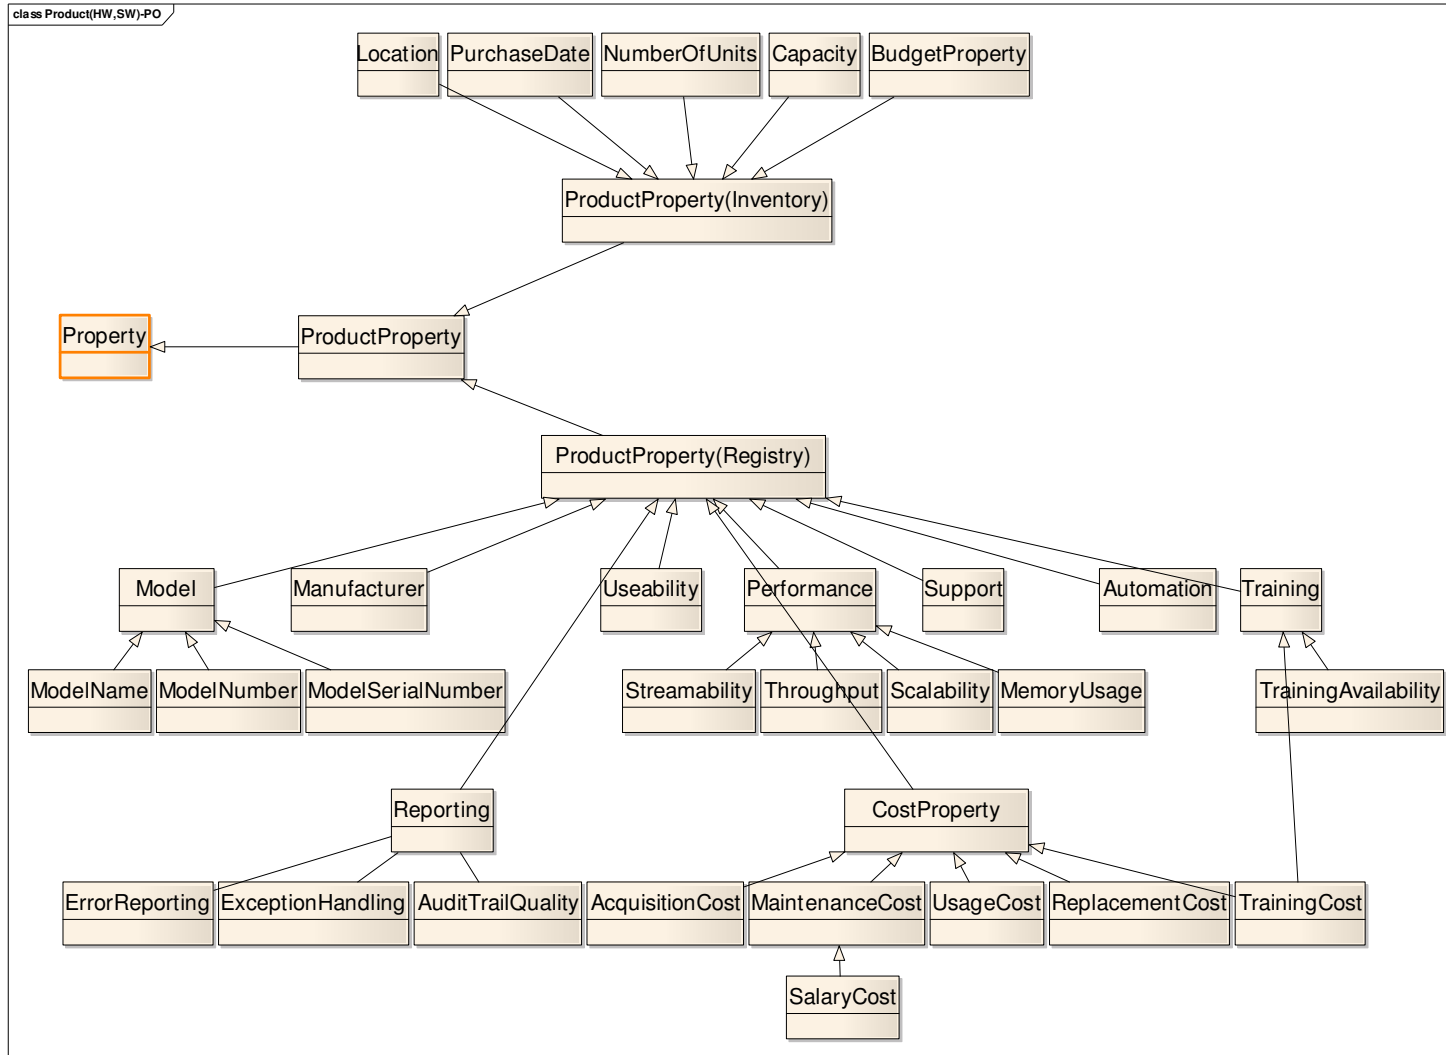 class Product(HW,SW)-PO
Location
PurchaseDate
NumberOfUnits
Capacity
BudgetProperty
ProductProperty(Inventory)
Property
ProductProperty
ProductProperty(Registry)
Model
Manufacturer
Useability
Performance
Support
Automation
Training
ModelName
ModelNumber
ModelSerialNumber
Streamability
Throughput
Scalability
MemoryUsage
TrainingAvailability
Reporting
CostProperty
ErrorReporting
ExceptionHandling
AuditTrailQuality
AcquisitionCost
MaintenanceCost
UsageCost
ReplacementCost
TrainingCost
SalaryCost